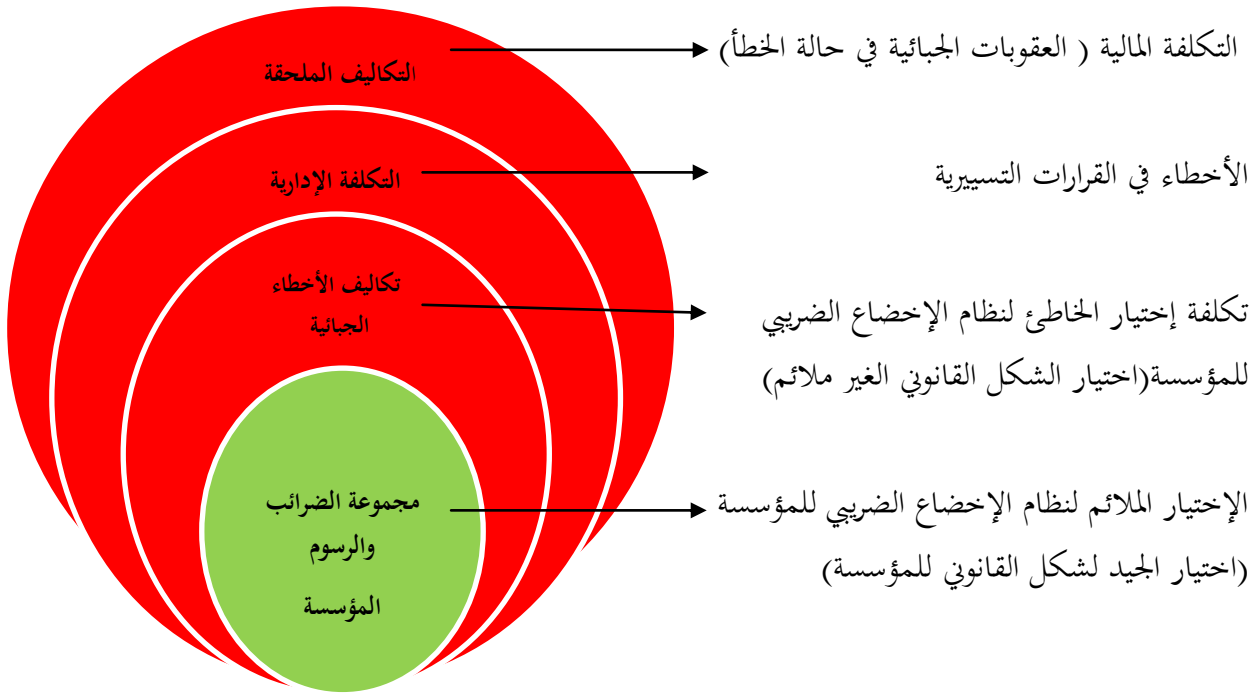 التكلفة المالية ( العقوبات الجبائية في حالة الخطأ)
التكاليف الملحقة
الأخطاء في القرارات التسييرية
التكلفة الإدارية
تكلفة إختيار الخاطئ لنظام الإخضاع الضريبي
للمؤسسة(اختيار الشكل القانوني الغير ملائم)
تكاليف الأخطاء
الجبائية
الإختيار الملائم لنظام الإخضاع الضريبي للمؤسسة
(اختيار الجيد لشكل القانوني للمؤسسة)
مجموعة الضرائب
والرسوم
المؤسسة